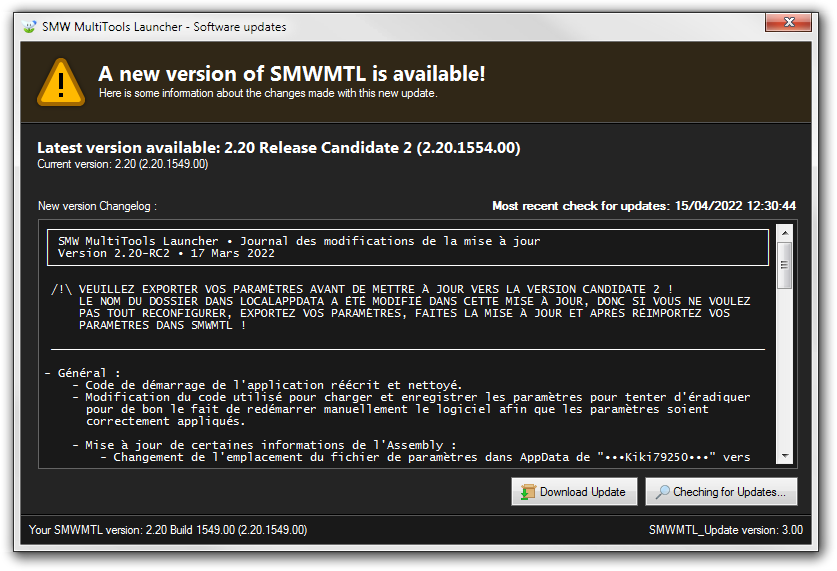 SMW MultiTools Launcher - Software updates
A new version of SMWMTL is available!
Here is some information about the changes made with this new update.
Latest version available: 2.20 Release Candidate 2 (2.20.1554.00)
Current version: 2.20 (2.20.1549.00)
New version Changelog :
Most recent check for updates: 15/04/2022 12:30:44
SMW MultiTools Launcher • Journal des modifications de la mise à jour
Version 2.20-RC2 • 17 Mars 2022
/!\ VEUILLEZ EXPORTER VOS PARAMÈTRES AVANT DE METTRE À JOUR VERS LA VERSION CANDIDATE 2 !
LE NOM DU DOSSIER DANS LOCALAPPDATA A ÉTÉ MODIFIÉ DANS CETTE MISE À JOUR, DONC SI VOUS NE VOULEZ
PAS TOUT RECONFIGURER, EXPORTEZ VOS PARAMÈTRES, FAITES LA MISE À JOUR ET APRÈS RÉIMPORTEZ VOS
PARAMÈTRES DANS SMWMTL !
- Général :
- Code de démarrage de l'application réécrit et nettoyé.
- Modification du code utilisé pour charger et enregistrer les paramètres pour tenter d'éradiquer
pour de bon le fait de redémarrer manuellement le logiciel afin que les paramètres soient
correctement appliqués.
- Mise à jour de certaines informations de l'Assembly :
- Changement de l'emplacement du fichier de paramètres dans AppData de "•••Kiki79250•••" vers
Download Update
Cheching for Updates...
Your SMWMTL version: 2.20 Build 1549.00 (2.20.1549.00)
SMWMTL_Update version: 3.00